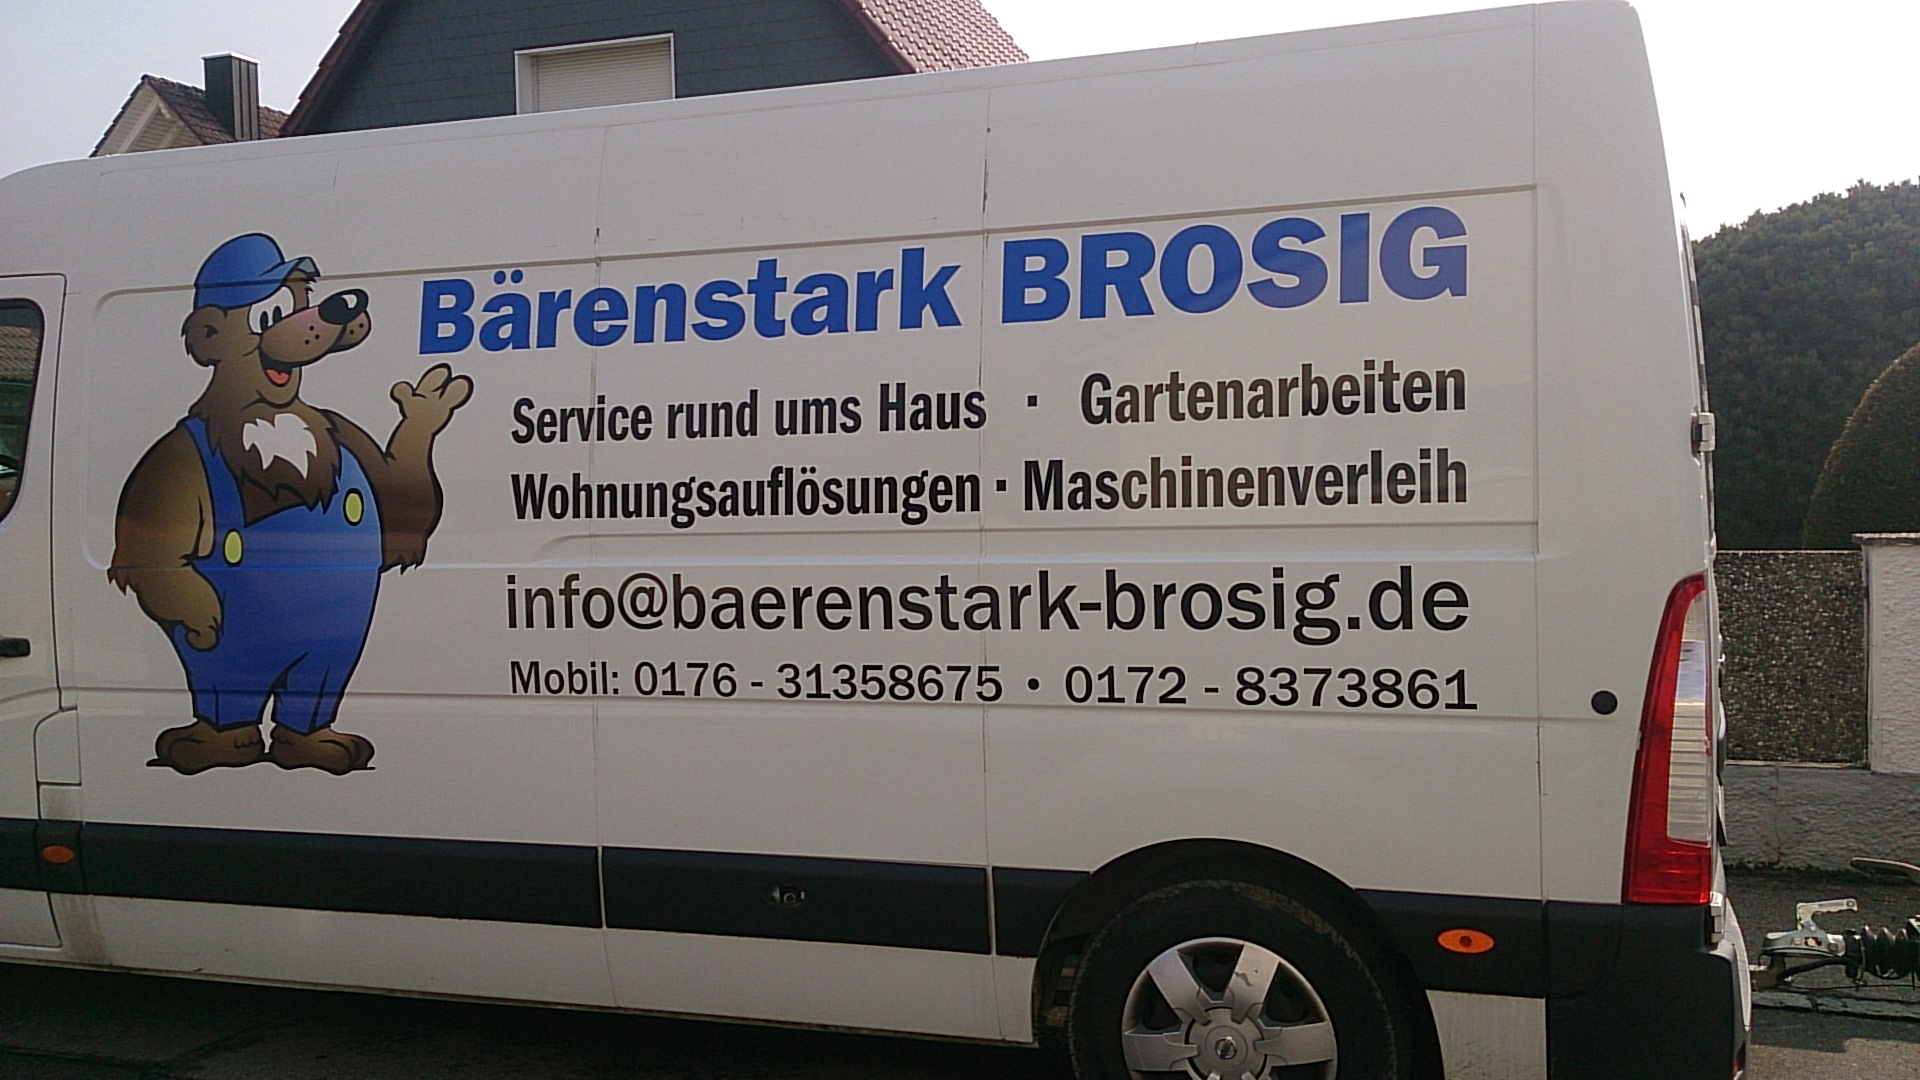 Bärenstark BROSIG
Service rund ums Haus · Gartenarbeiten
Wohnungsauflösungen · Maschinenverleih
info@baerenstark-brosig.de
Mobil: 0176 - 31358675 • 0172 - 8373861